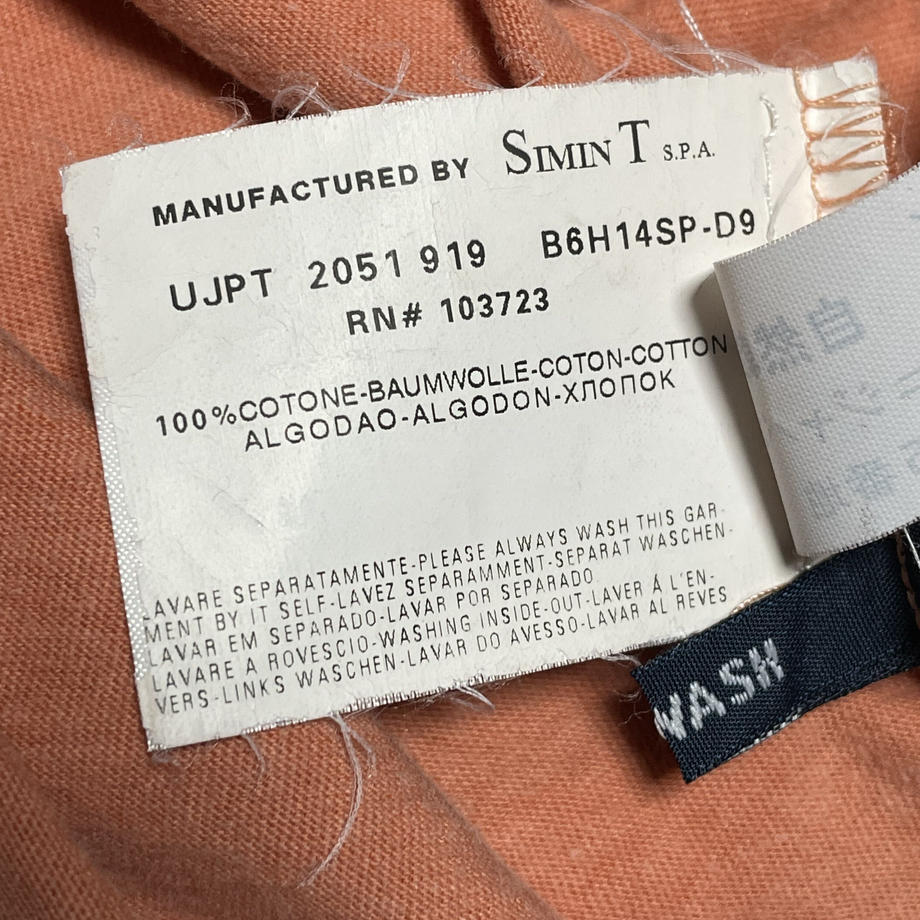 MANUFACTURED BY SIMIN T S.P.A.
UJPT 2051 919 B6H14SP-D9
RN# 103723
100%COTONE-BAUMWOLLE-COTON-COTTON
ALGODAO-ALGODON-ХЛОПОК
LAVARE SEPARATAMENTE-PLEASE ALWAYS WASH THIS GAR-
MENT BY IT SELF-LAVEZ SEPARAMMENT-SEPARAT WASCHEN-
LAVAR EM SEPARADO-LAVAR POR SEPARADO
LAVARE A ROVESCIO-WASHING INSIDE-OUT-LAVER Á L'EN-
VERS-LINKS WASCHEN-LAVAR DO AVESSO-LAVAR AL REVES
WASH